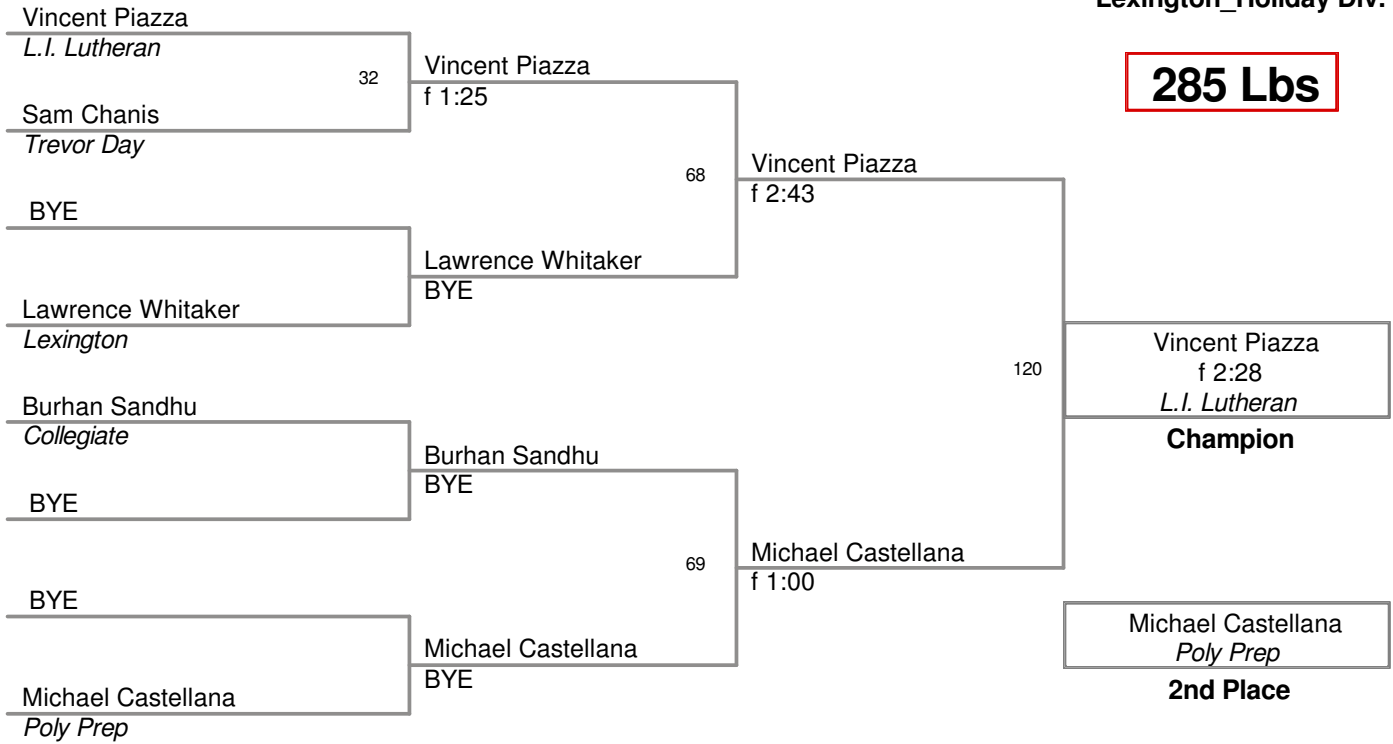 Lexington_Holiday Div.
285 Lbs
Vincent Piazza
L.I. Lutheran
32
Sam Chanis
Trevor Day
BYE
Lawrence Whitaker
Lexington
Burhan Sandhu
Collegiate
BYE
BYE
Michael Castellana
Poly Prep
Vincent Piazza
f 1:25
68
Lawrence Whitaker
BYE
Burhan Sandhu
BYE
69
Michael Castellana
BYE
Vincent Piazza
f 2:43
120
Michael Castellana
f 1:00
Vincent Piazza
f 2:28
L.I. Lutheran
Champion
Michael Castellana
Poly Prep
2nd Place